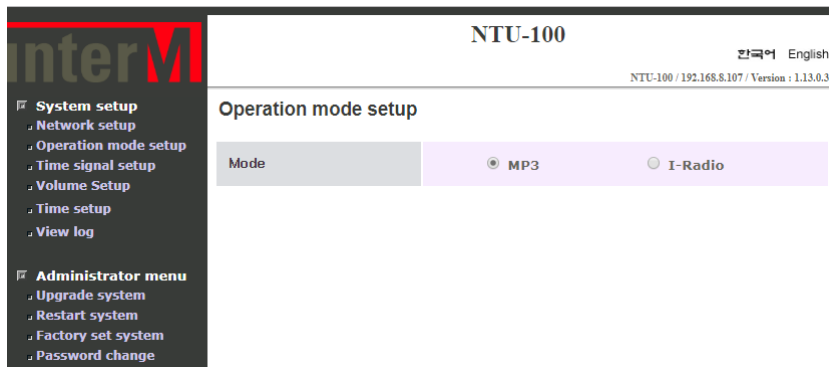 interM
NTU-100
한국어 English
NTU-100 / 192.168.8.107 / Version : 1.13.0.3
System setup
Network setup
Operation mode setup
Time signal setup
Volume Setup
Time setup
View log
Administrator menu
Upgrade system
Restart system
Factory set system
Password change
Operation mode setup
Mode MP3 I-Radio